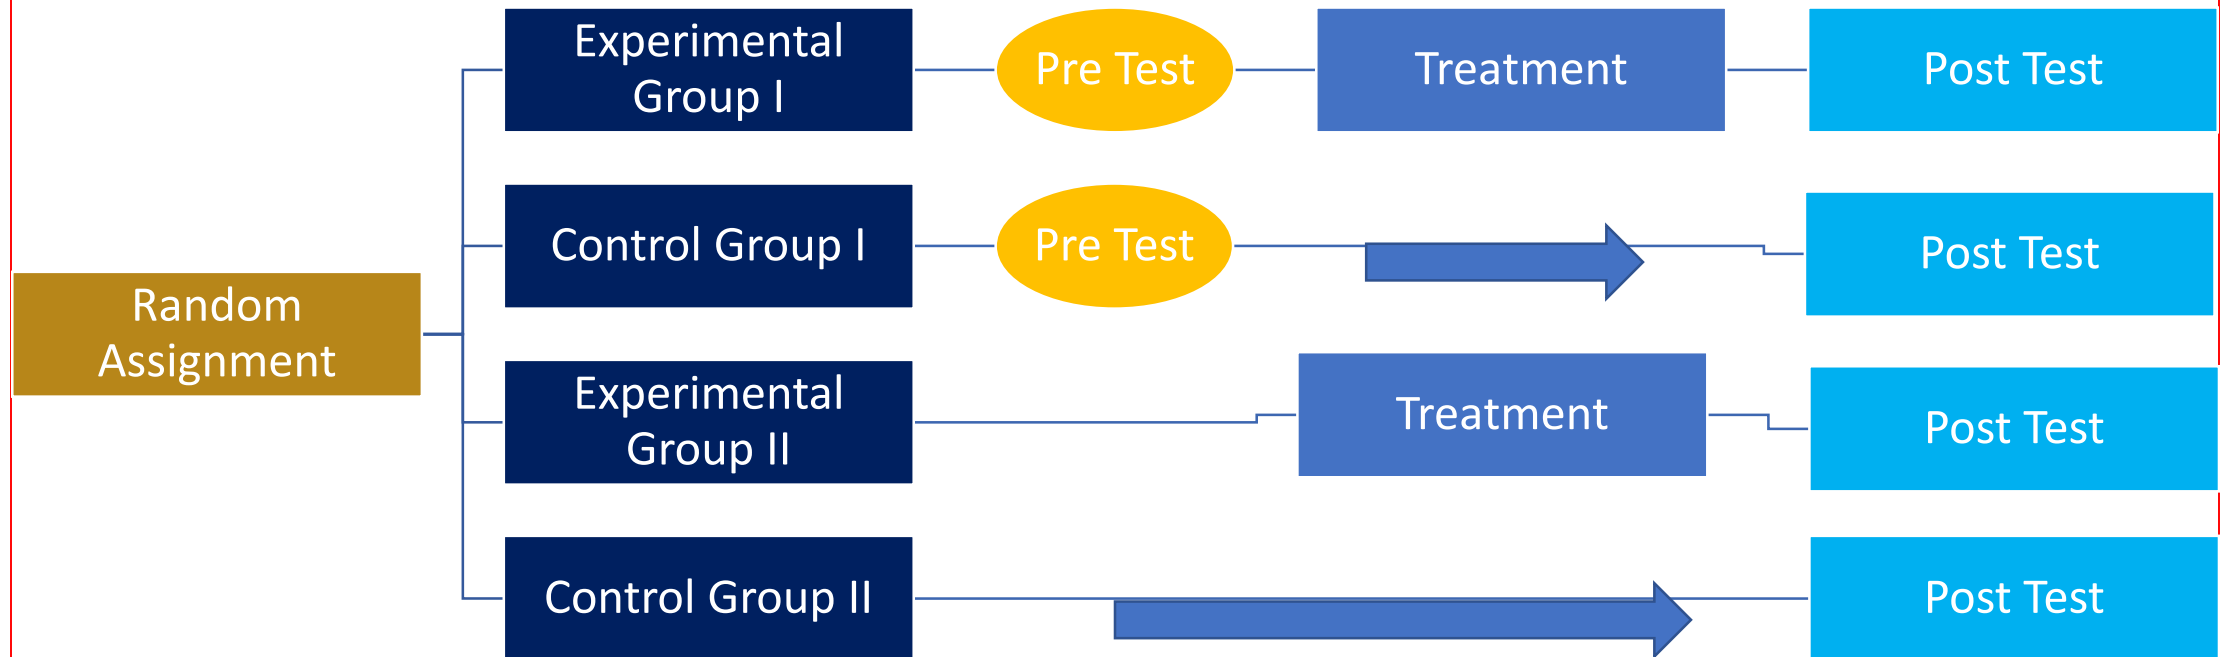 Experimental
Group I
Pre Test
Treatment
Post Test
Control Group I
Pre Test
Post Test
Random
Assignment
Experimental
Group II
Treatment
Post Test
Control Group II
Post Test